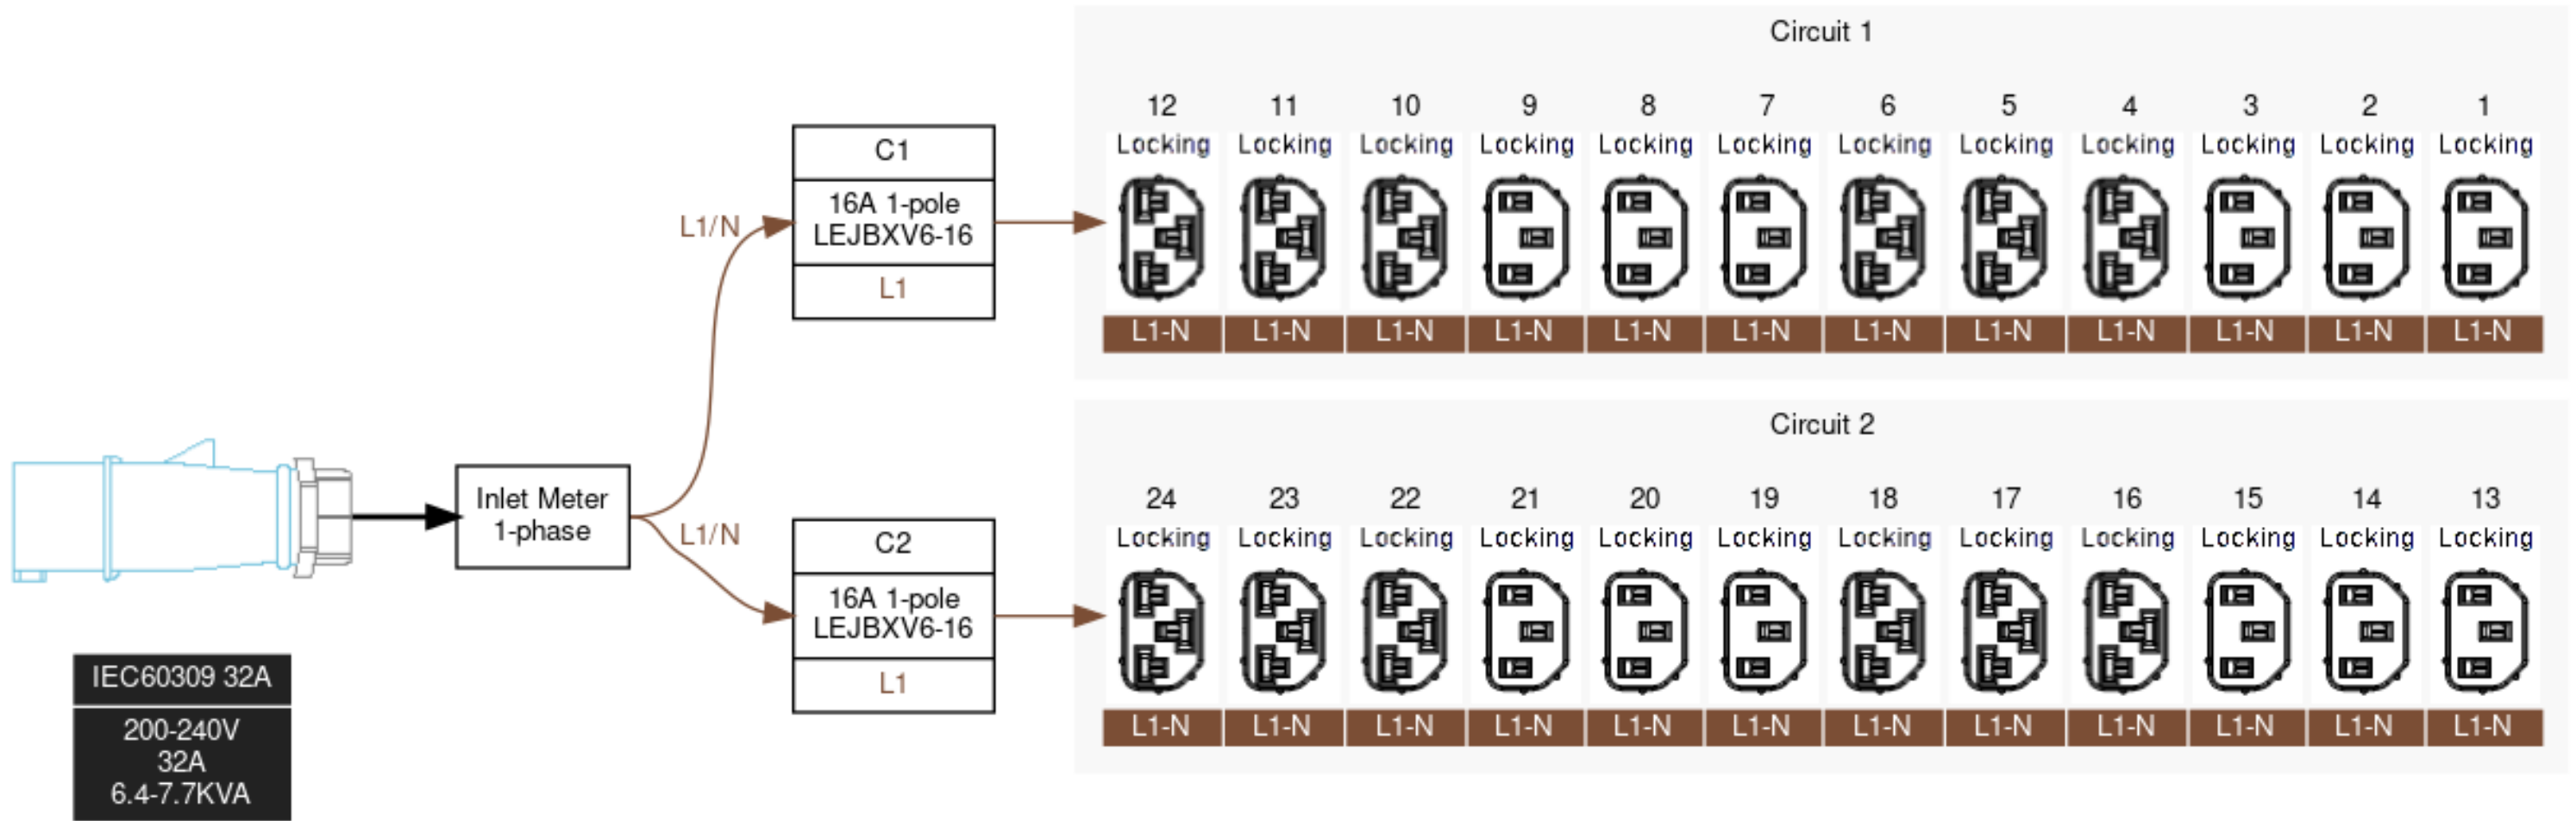 Circuit 1
12 11 10 9 8 7 6 5 4 3 2 1
Locking Locking Locking Locking Locking Locking Locking Locking Locking Locking Locking Locking
L1-N L1-N L1-N L1-N L1-N L1-N L1-N L1-N L1-N L1-N L1-N L1-N
C1
16A 1-pole
LEJBXV6-16
L1
L1/N
Inlet Meter
1-phase
L1/N
C2
16A 1-pole
LEJBXV6-16
L1
Circuit 2
24 23 22 21 20 19 18 17 16 15 14 13
Locking Locking Locking Locking Locking Locking Locking Locking Locking Locking Locking Locking
L1-N L1-N L1-N L1-N L1-N L1-N L1-N L1-N L1-N L1-N L1-N L1-N
IEC60309 32A
200-240V
32A
6.4-7.7KVA